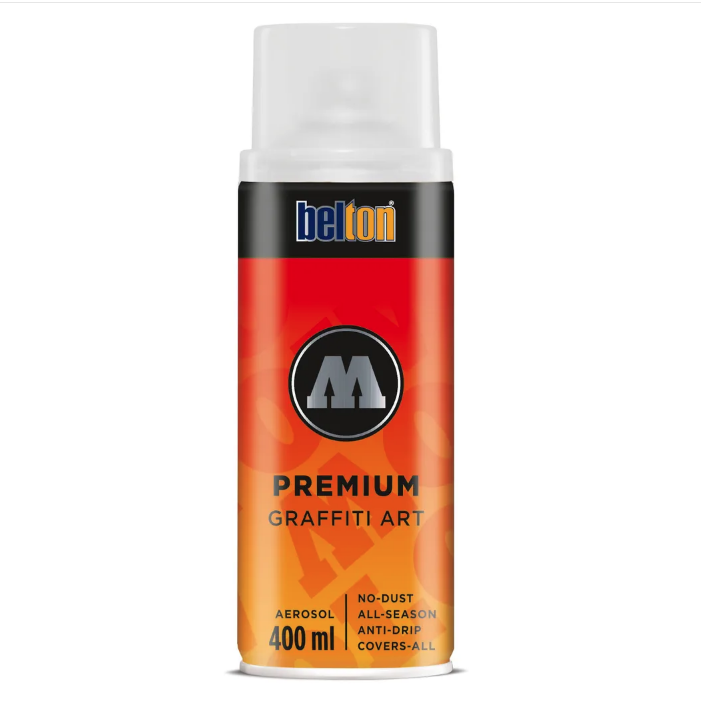 belton®
M
PREMIUM
GRAFFITI ART
AEROSOL
400 ml
NO-DUST
ALL-SEASON
ANTI-DRIP
COVERS-ALL